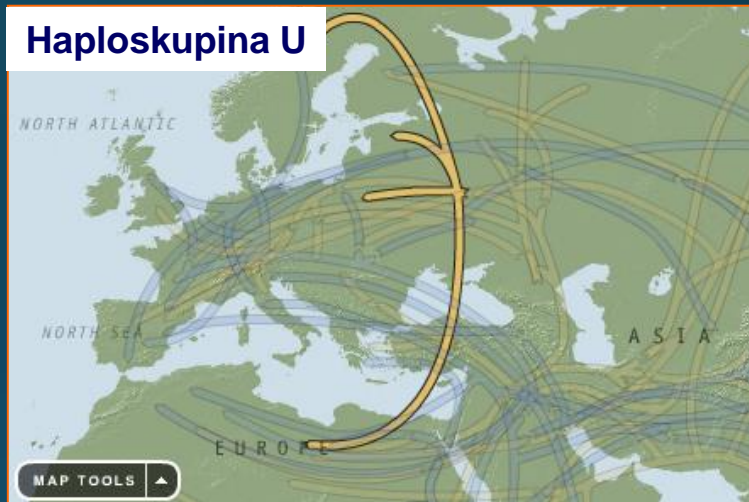 Haploskupina U
NORTH ATLANTIC
NORTH SEA
ASIA
EUROPE
MAP TOOLS